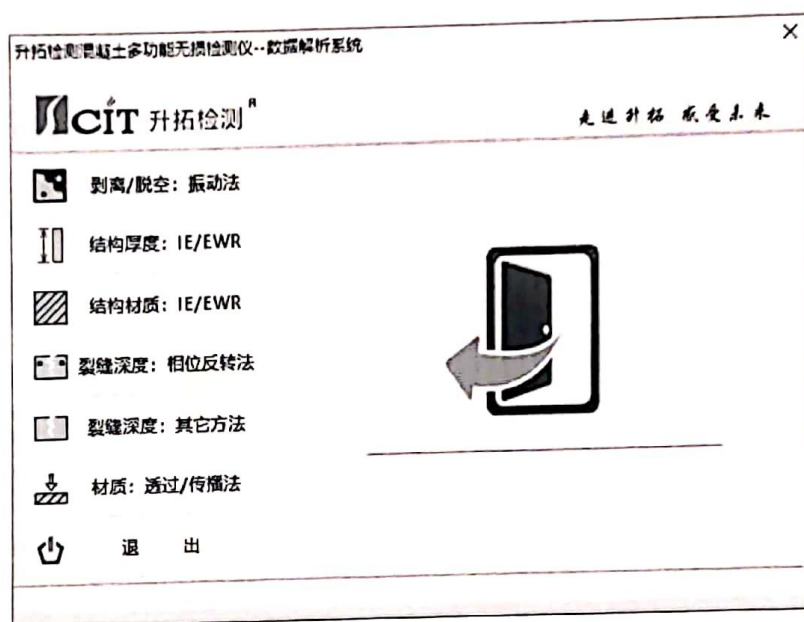 升拓检测混凝土多功能无损检测仪--数据解析系统
CIT 升拓检测 R
走进升拓 感受未来
剥离/脱空：振动法
结构厚度：IE/EWR
结构材质：IE/EWR
裂缝深度：相位反转法
裂缝深度：其它方法
材质：透过/传播法
退 出